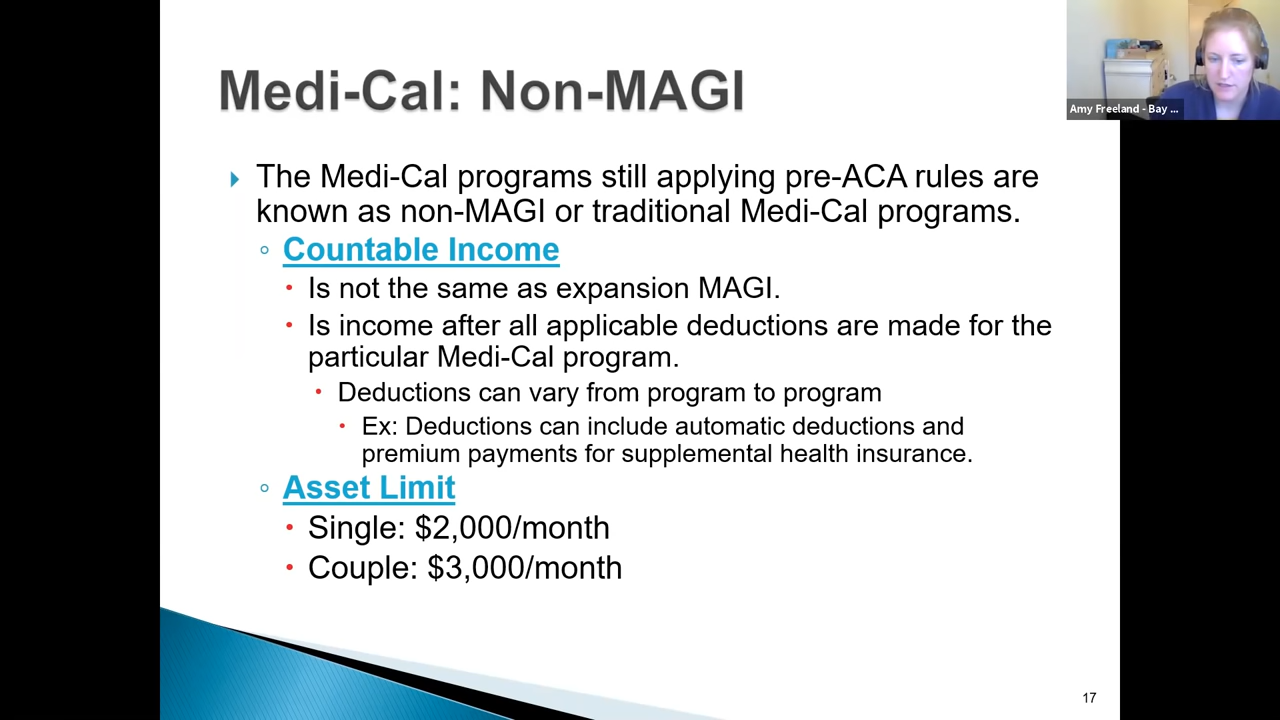 Medi-Cal: Non-MAGI
Amy Freeland - Bay ...
The Medi-Cal programs still applying pre-ACA rules are
known as non-MAGI or traditional Medi-Cal programs.
Countable Income
Is not the same as expansion MAGI.
Is income after all applicable deductions are made for the
particular Medi-Cal program.
Deductions can vary from program to program
Ex: Deductions can include automatic deductions and
premium payments for supplemental health insurance.
Asset Limit
Single: $2,000/month
Couple: $3,000/month
17